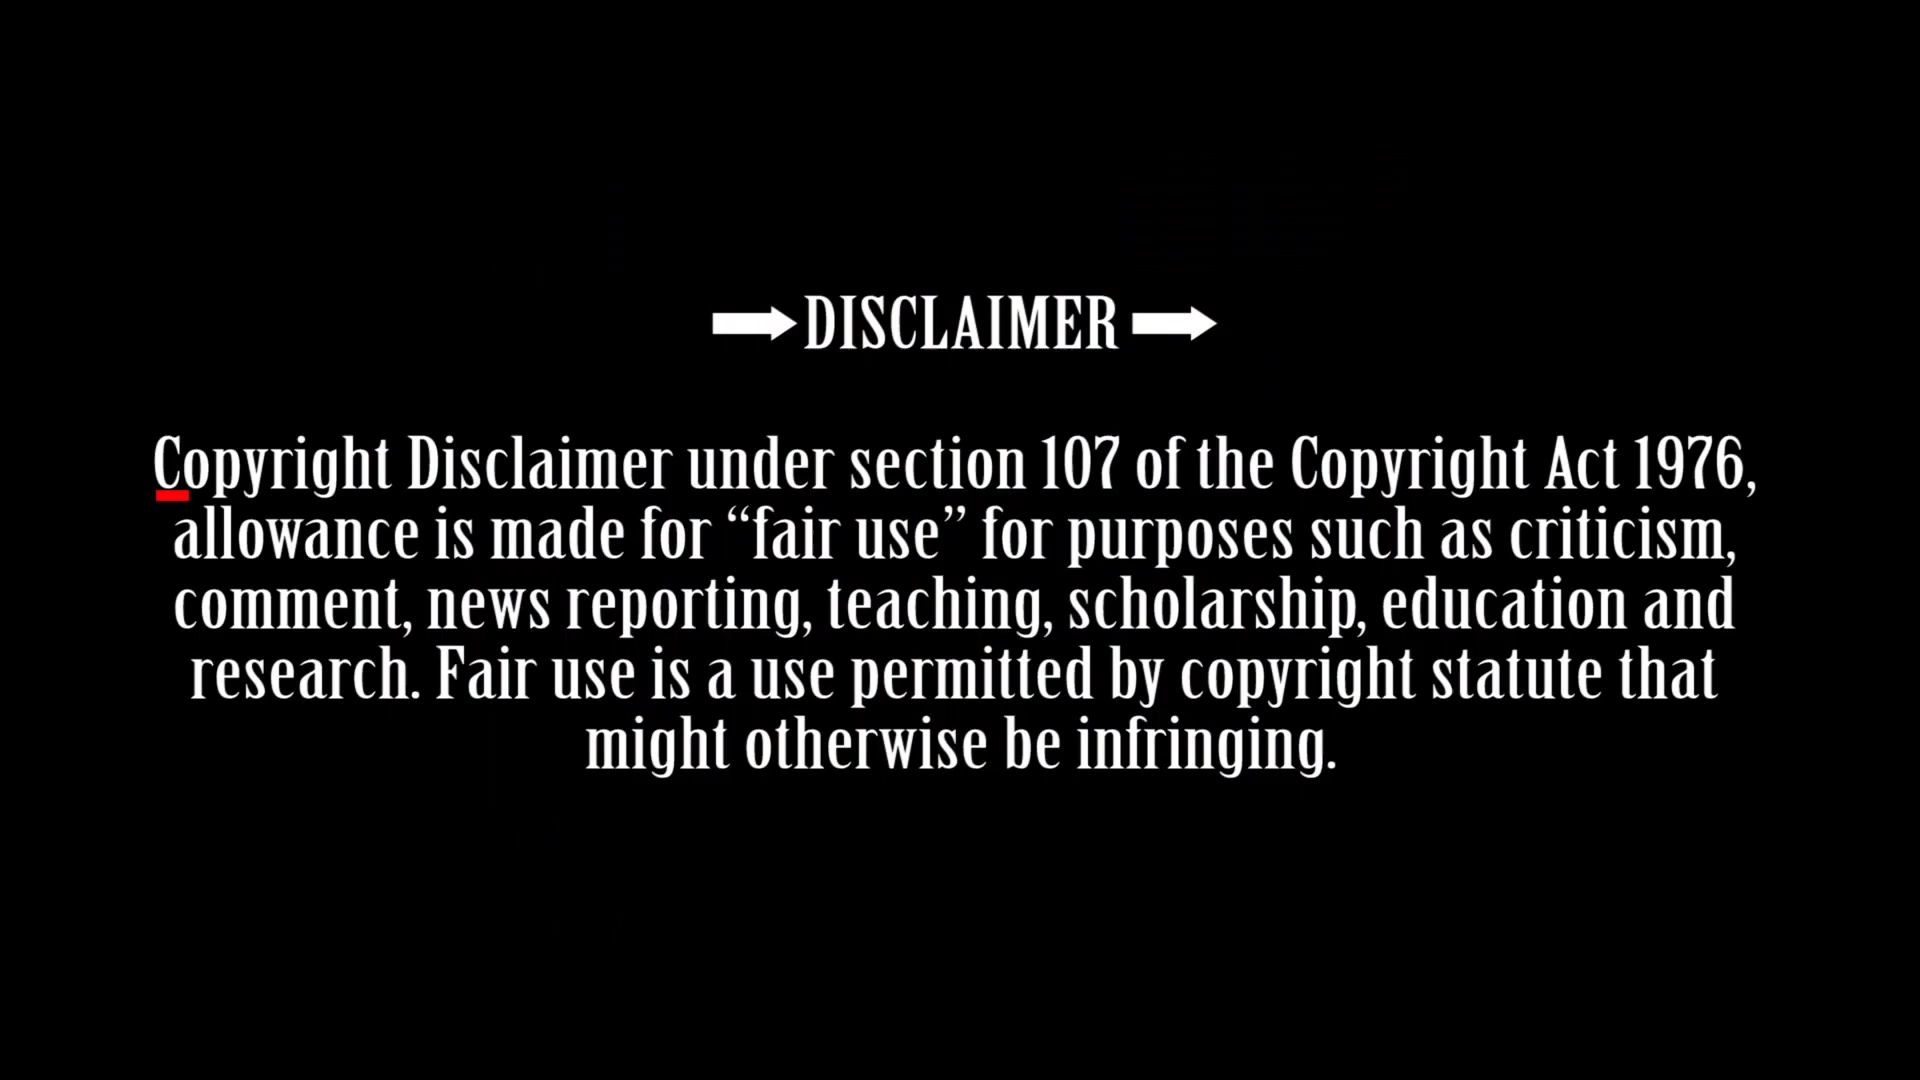 DISCLAIMER
Copyright Disclaimer under section 107 of the Copyright Act 1976,
allowance is made for “fair use” for purposes such as criticism,
comment, news reporting, teaching, scholarship, education and
research. Fair use is a use permitted by copyright statute that
might otherwise be infringing.